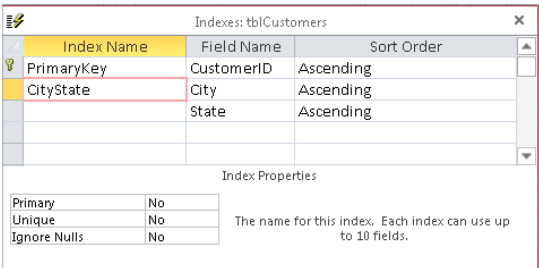 Indexes: tblCustomers
Index Name Field Name Sort Order
PrimaryKey CustomerID Ascending
CityState City Ascending
State Ascending
Index Properties
Primary No
Unique No
Ignore Nulls No
The name for this index. Each index can use up
to 10 fields.